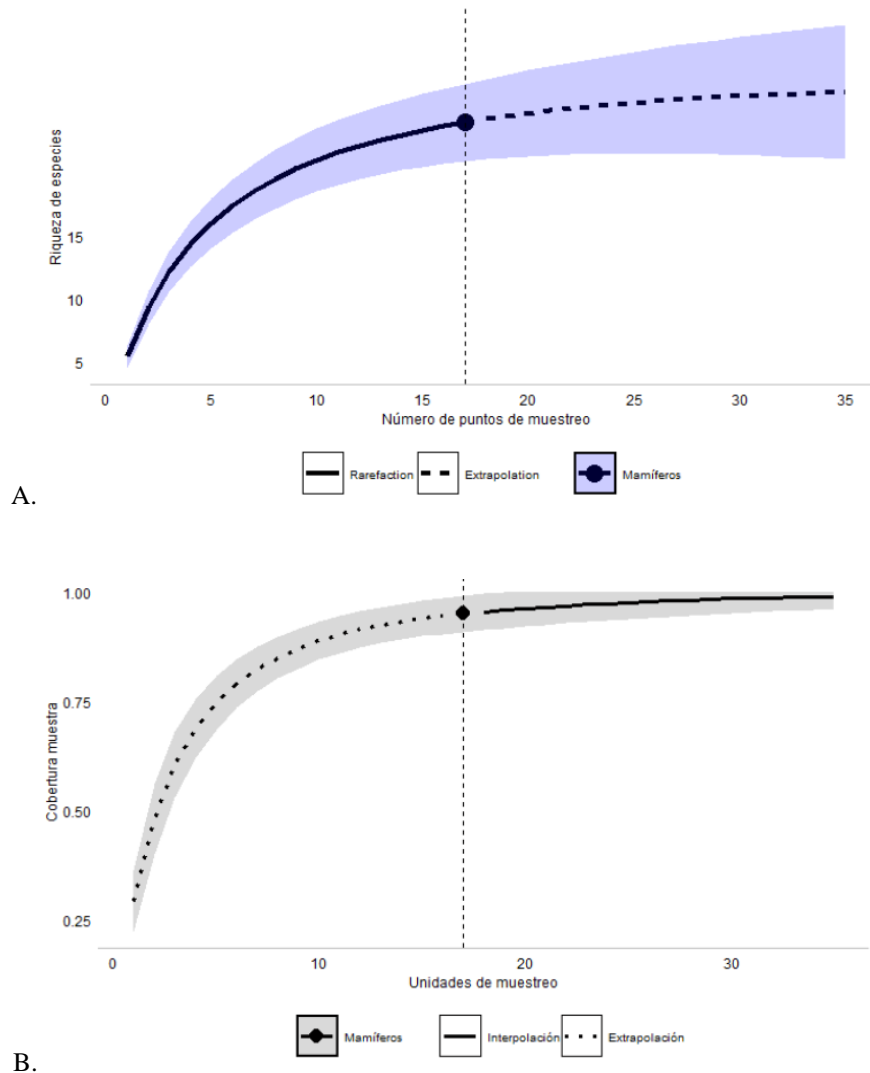 Riqueza de especies
15
10
5
0 5 10 15 20 25 30 35
Número de puntos de muestreo
Rarefaction Extrapolation Mamíferos
A.
Cobertura muestra
1.00
0.75
0.50
0.25
0 10 20 30
Unidades de muestreo
Mamíferos Interpolación Extrapolación
B.